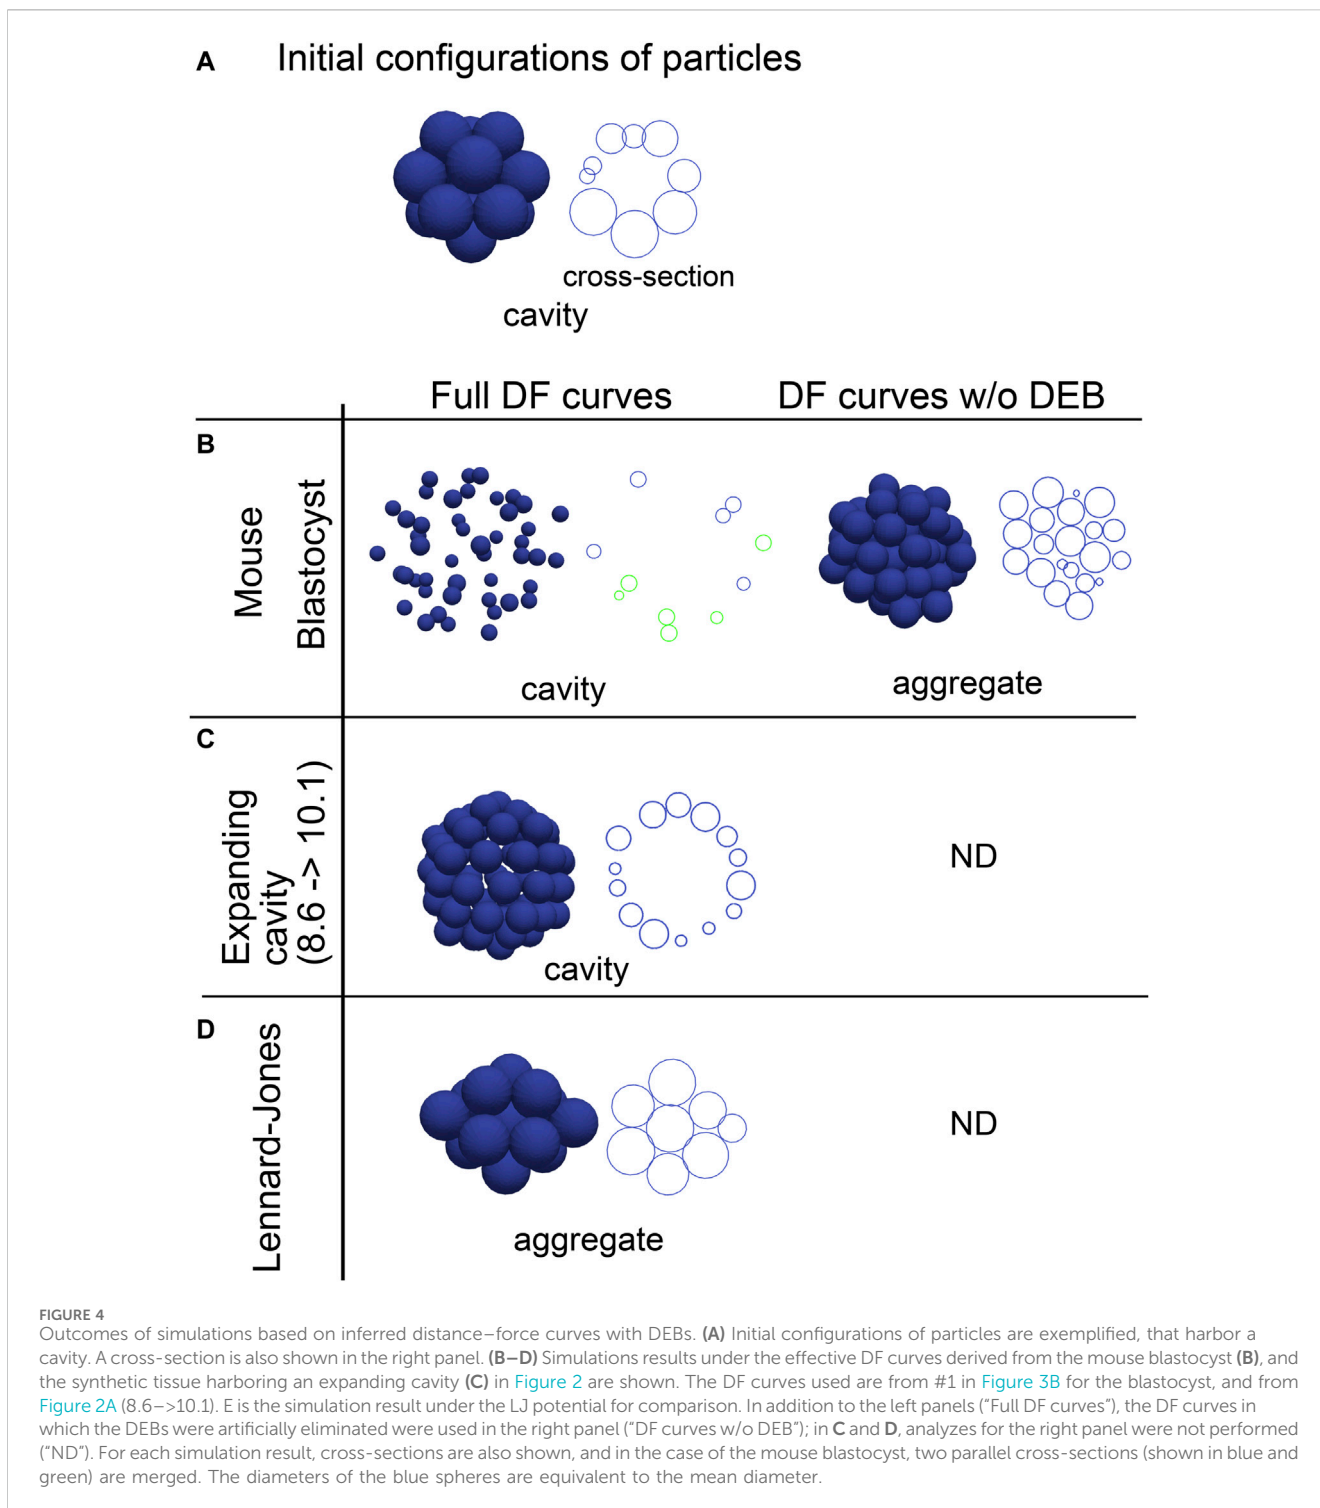 A Initial configurations of particles
cross-section
cavity
Full DF curves DF curves w/o DEB
B
Mouse
Blastocyst
cavity
aggregate
C
Expanding
cavity
(8.6 -> 10.1)
cavity
ND
D
Lennard-Jones
aggregate
ND
FIGURE 4
Outcomes of simulations based on inferred distance–force curves with DEBs. (A) Initial configurations of particles are exemplified, that harbor a
cavity. A cross-section is also shown in the right panel. (B–D) Simulations results under the effective DF curves derived from the mouse blastocyst (B), and
the synthetic tissue harboring an expanding cavity (C) in Figure 2 are shown. The DF curves used are from #1 in Figure 3B for the blastocyst, and from
Figure 2A (8.6–>10.1). E is the simulation result under the LJ potential for comparison. In addition to the left panels (“Full DF curves”), the DF curves in
which the DEBs were artificially eliminated were used in the right panel (“DF curves w/o DEB”); in C and D, analyzes for the right panel were not performed
(“ND”). For each simulation result, cross-sections are also shown, and in the case of the mouse blastocyst, two parallel cross-sections (shown in blue and
green) are merged. The diameters of the blue spheres are equivalent to the mean diameter.